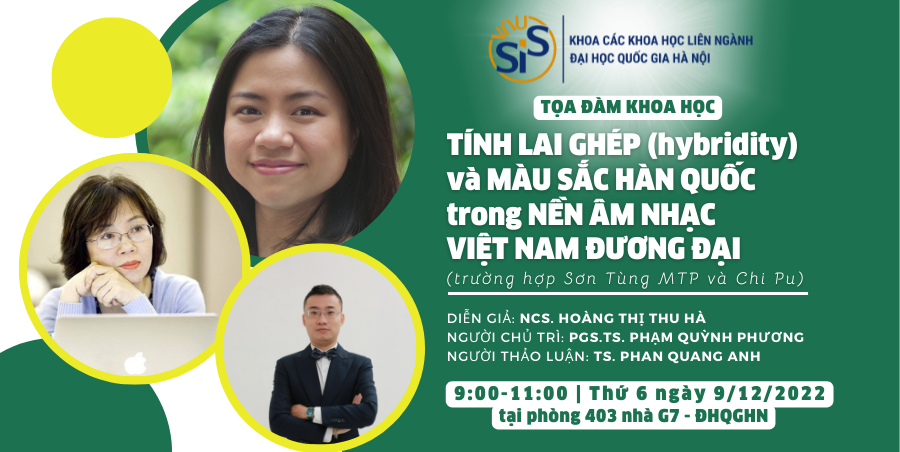 VNU
SiS
KHOA CÁC KHOA HỌC LIÊN NGÀNH
ĐẠI HỌC QUỐC GIA HÀ NỘI
TỌA ĐÀM KHOA HỌC
TÍNH LAI GHÉP (hybridity)
và MÀU SẮC HÀN QUỐC
trong NỀN ÂM NHẠC
VIỆT NAM ĐƯƠNG ĐẠI
(trường hợp Sơn Tùng MTP và Chi Pu)
DIỄN GIẢ: NCS. HOÀNG THỊ THU HÀ
NGƯỜI CHỦ TRÌ: PGS.TS. PHẠM QUỲNH PHƯƠNG
NGƯỜI THẢO LUẬN: TS. PHAN QUANG ANH
9:00-11:00 | Thứ 6 ngày 9/12/2022
tại phòng 403 nhà G7 - ĐHQGHN